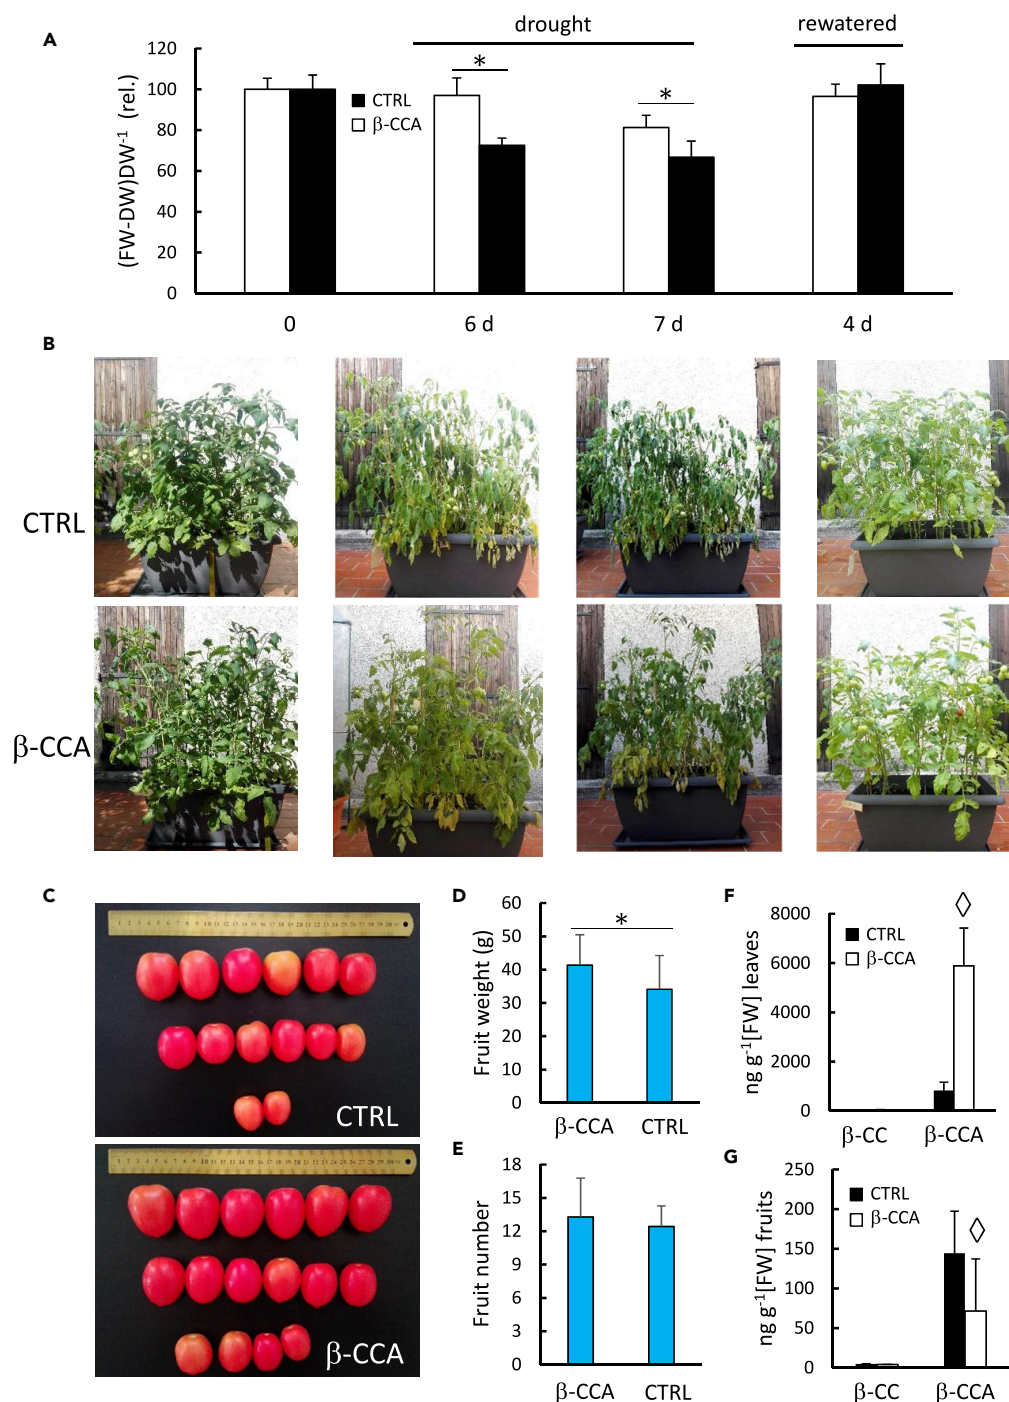 A
drought
rewatered
(FW-DW)DW⁻¹ (rel.)
120
100
80
60
40
20
0
CTRL
β-CCA
*
*
0
6 d
7 d
4 d
B
CTRL
β-CCA
C
CTRL
β-CCA
D
Fruit weight (g)
60
50
40
30
20
10
0
*
β-CCA
CTRL
E
Fruit number
18
15
12
9
6
3
0
β-CCA
CTRL
F
ng g⁻¹[FW] leaves
8000
6000
4000
2000
0
CTRL
β-CCA
◊
β-CC
β-CCA
G
ng g⁻¹[FW] fruits
250
200
150
100
50
0
CTRL
β-CCA
◊
β-CC
β-CCA